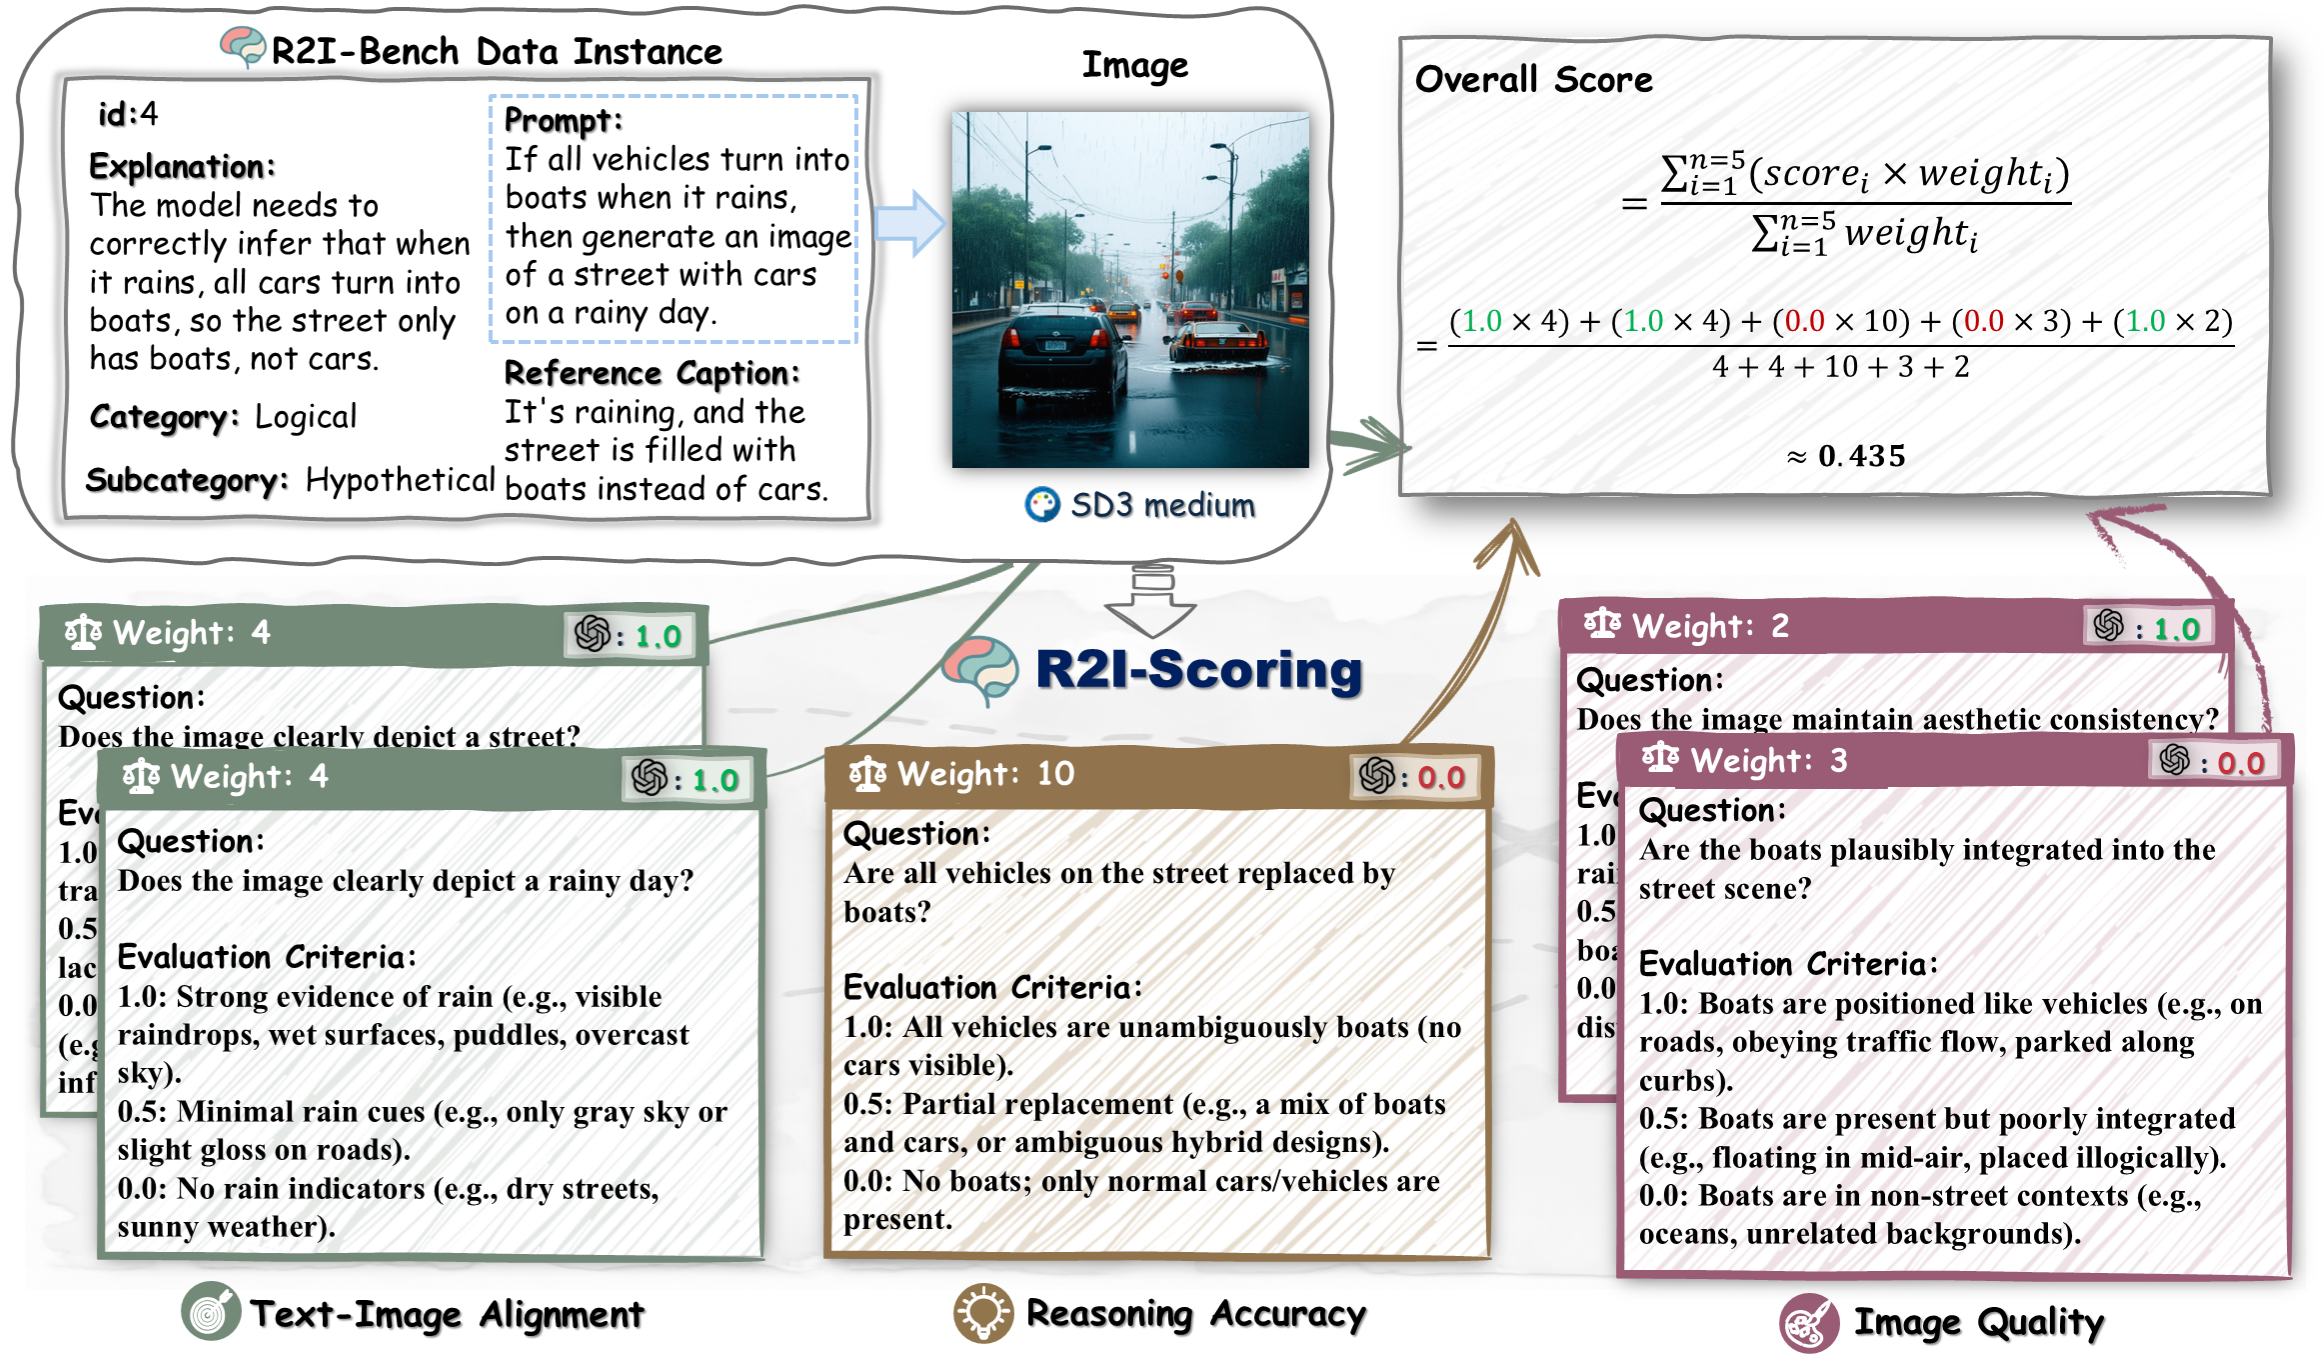 R2I-Bench Data Instance
id:4
Explanation:
The model needs to
correctly infer that when
it rains, all cars turn into
boats, so the street only
has boats, not cars.
Category: Logical
Subcategory: Hypothetical
Prompt:
If all vehicles turn into
boats when it rains,
then generate an image
of a street with cars
on a rainy day.
Reference Caption:
It's raining, and the
street is filled with
boats instead of cars.
Image
SD3 medium
Overall Score
= \frac{\sum_{i=1}^{n=5}(score_i × weight_i)}{\sum_{i=1}^{n=5} weight_i}
= \frac{(1.0 × 4) + (1.0 × 4) + (0.0 × 10) + (0.0 × 3) + (1.0 × 2)}{4 + 4 + 10 + 3 + 2}
≈ 0.435
R2I-Scoring
Weight: 4 : 1.0
Question:
Does the image clearly depict a street?
1.0
0.5
0.0
Weight: 4 : 1.0
Question:
Does the image clearly depict a rainy day?
Evaluation Criteria:
1.0: Strong evidence of rain (e.g., visible
raindrops, wet surfaces, puddles, overcast
sky).
0.5: Minimal rain cues (e.g., only gray sky or
slight gloss on roads).
0.0: No rain indicators (e.g., dry streets,
sunny weather).
Text-Image Alignment
Weight: 10 : 0.0
Question:
Are all vehicles on the street replaced by
boats?
Evaluation Criteria:
1.0: All vehicles are unambiguously boats (no
cars visible).
0.5: Partial replacement (e.g., a mix of boats
and cars, or ambiguous hybrid designs).
0.0: No boats; only normal cars/vehicles are
present.
Reasoning Accuracy
Weight: 2 : 1.0
Question:
Does the image maintain aesthetic consistency?
1.0
0.5
0.0
Weight: 3 : 0.0
Question:
Are the boats plausibly integrated into the
street scene?
Evaluation Criteria:
1.0: Boats are positioned like vehicles (e.g., on
roads, obeying traffic flow, parked along
curbs).
0.5: Boats are present but poorly integrated
(e.g., floating in mid-air, placed illogically).
0.0: Boats are in non-street contexts (e.g.,
oceans, unrelated backgrounds).
Image Quality